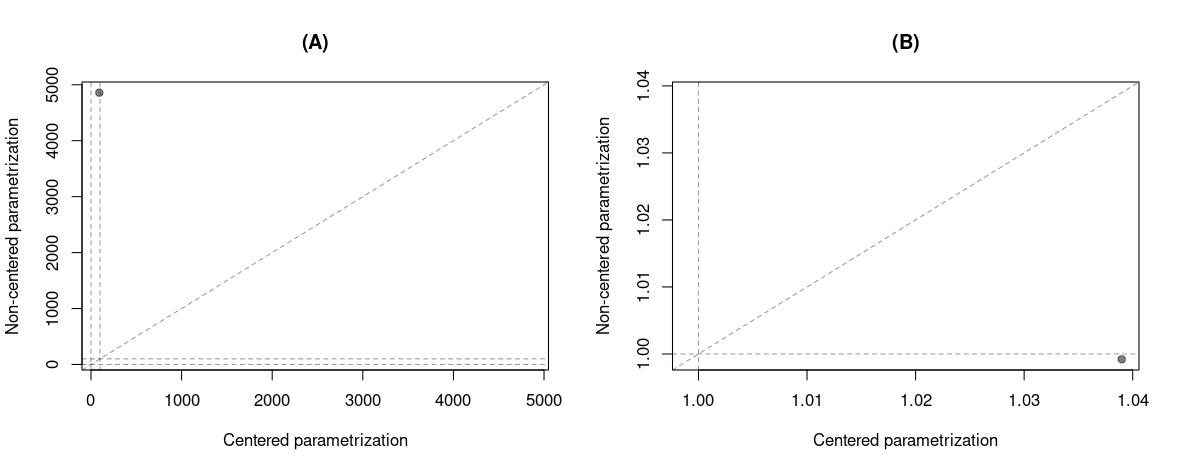 (A)
Non-centered parametrization
5000
4000
3000
2000
1000
0
0 1000 2000 3000 4000 5000
Centered parametrization
(B)
Non-centered parametrization
1.04
1.03
1.02
1.01
1.00
1.00 1.01 1.02 1.03 1.04
Centered parametrization